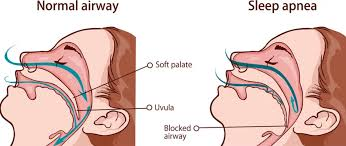 Normal airway
Sleep apnea
Soft palate
Uvula
Blocked
airway